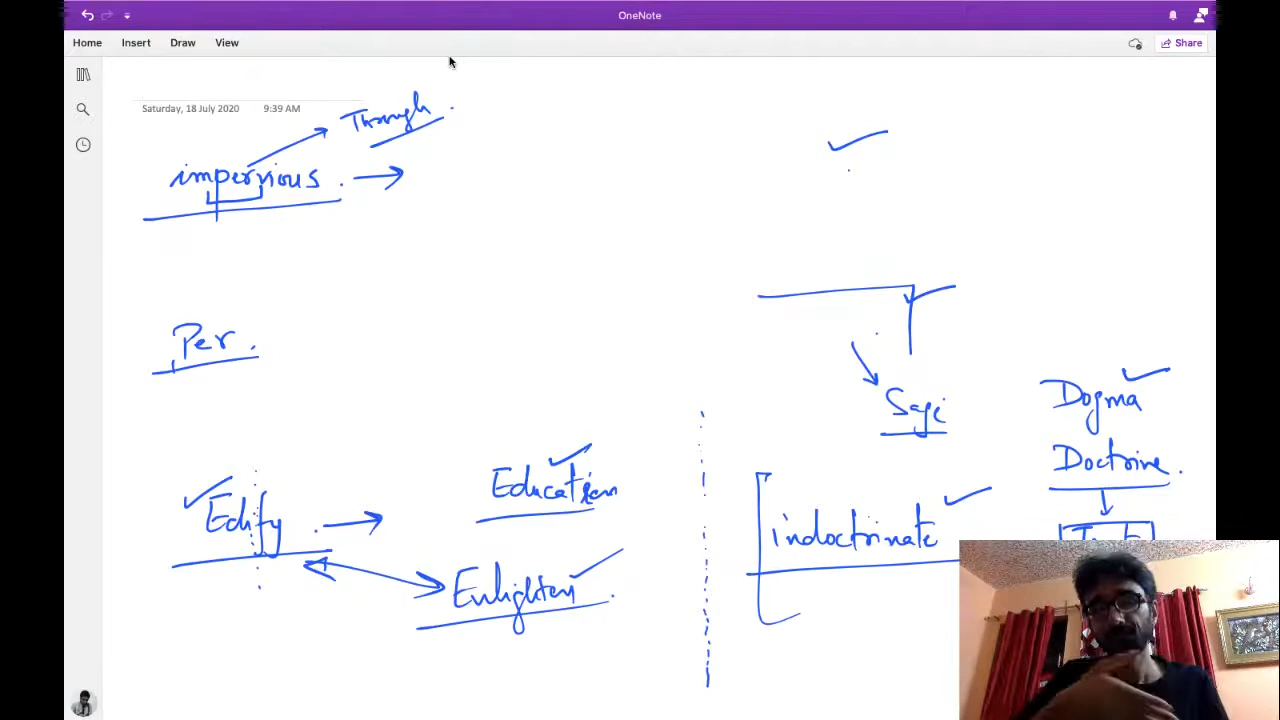 OneNote
Home Insert Draw View Share
Saturday, 18 July 2020 9:39 AM
Through
impervious
Per
Sagi
Dogma
Doctrine
Edify
Education
Enlighten
indoctrinate